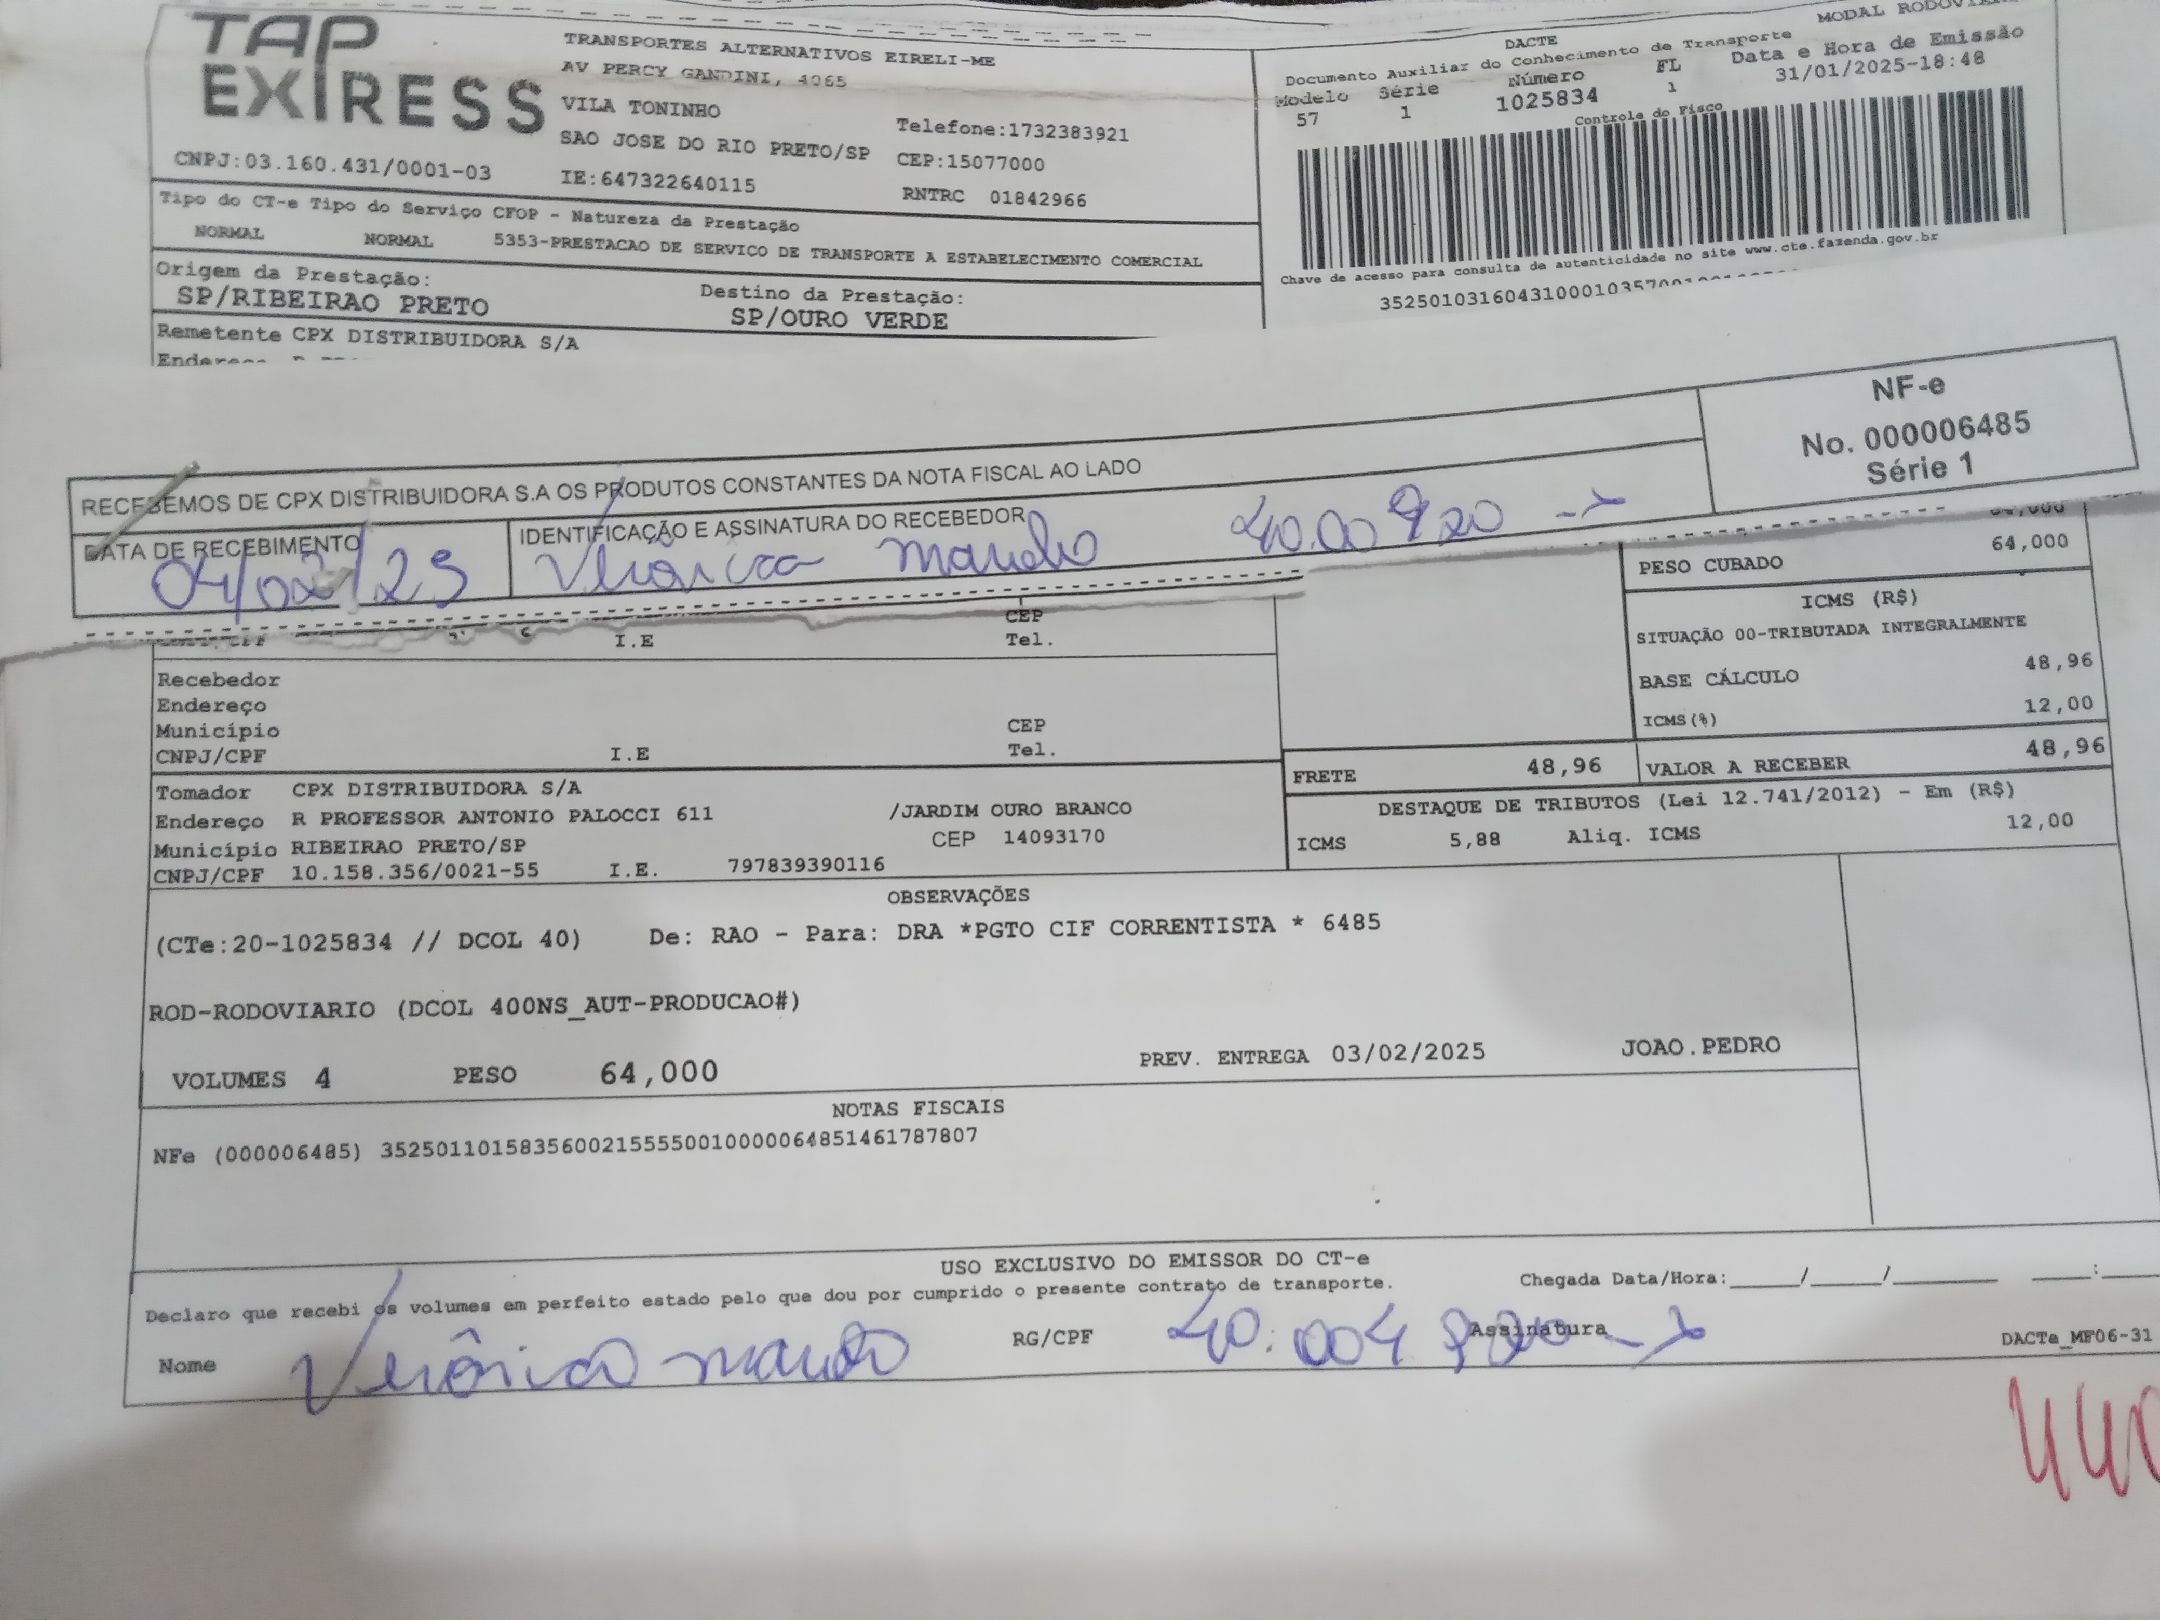 TAP
EXPRESS
TRANSPORTES ALTERNATIVOS EIRELI-ME
AV PERCY GANDINI, 4065
VILA TONINHO
Telefone:1732383921
SAO JOSE DO RIO PRETO/SP
CEP:15077000
CNPJ:03.160.431/0001-03
IE:647322640115
RNTRC 01842966
MODAL
DACTE
Documento Auxiliar do Conhecimento de Transporte
Modelo Série Número FL Data e Hora de Emissão
57 1 1025834 1 31/01/2025-18:48
Controle do Fisco
Chave de acesso para consulta de autenticidade no site www.cte.fazenda.gov.br
Tipo do CT-e Tipo do Serviço CFOP - Natureza da Prestação
NORMAL NORMAL 5353-PRESTACAO DE SERVICO DE TRANSPORTE A ESTABELECIMENTO COMERCIAL
Origem da Prestação: Destino da Prestação:
SP/RIBEIRAO PRETO SP/OURO VERDE
Remetente CPX DISTRIBUIDORA S/A
NF-e
No. 000006485
Série 1
RECEBEMOS DE CPX DISTRIBUIDORA S.A OS PRODUTOS CONSTANTES DA NOTA FISCAL AO LADO
DATA DE RECEBIMENTO IDENTIFICAÇÃO E ASSINATURA DO RECEBEDOR
04/02/25 Verônica
CEP
I.E Tel.
PESO CUBADO 64,000
ICMS (R$)
SITUAÇÃO 00-TRIBUTADA INTEGRALMENTE
BASE CÁLCULO 48,96
ICMS(%) 12,00
Recebedor
Endereço
Município CEP
CNPJ/CPF I.E Tel.
FRETE 48,96 VALOR A RECEBER 48,96
DESTAQUE DE TRIBUTOS (Lei 12.741/2012) - Em (R$)
ICMS 5,88 Aliq. ICMS 12,00
Tomador CPX DISTRIBUIDORA S/A
Endereço R PROFESSOR ANTONIO PALOCCI 611 /JARDIM OURO BRANCO
Município RIBEIRAO PRETO/SP CEP 14093170
CNPJ/CPF 10.158.356/0021-55 I.E. 797839390116
OBSERVAÇÕES
(CTe:20-1025834 // DCOL 40) De: RAO - Para: DRA *PGTO CIF CORRENTISTA * 6485
ROD-RODOVIARIO (DCOL 400NS_AUT-PRODUCAO#)
VOLUMES 4 PESO 64,000 PREV. ENTREGA 03/02/2025 JOAO.PEDRO
NOTAS FISCAIS
NFe (000006485) 35250110158356002155550010000064851461787807
USO EXCLUSIVO DO EMISSOR DO CT-e
Declaro que recebi os volumes em perfeito estado pelo que dou por cumprido o presente contrato de transporte. Chegada Data/Hora:_____/_____/_______ ____:____
Nome Verônica RG/CPF Assinatura
DACTe_MF06-31